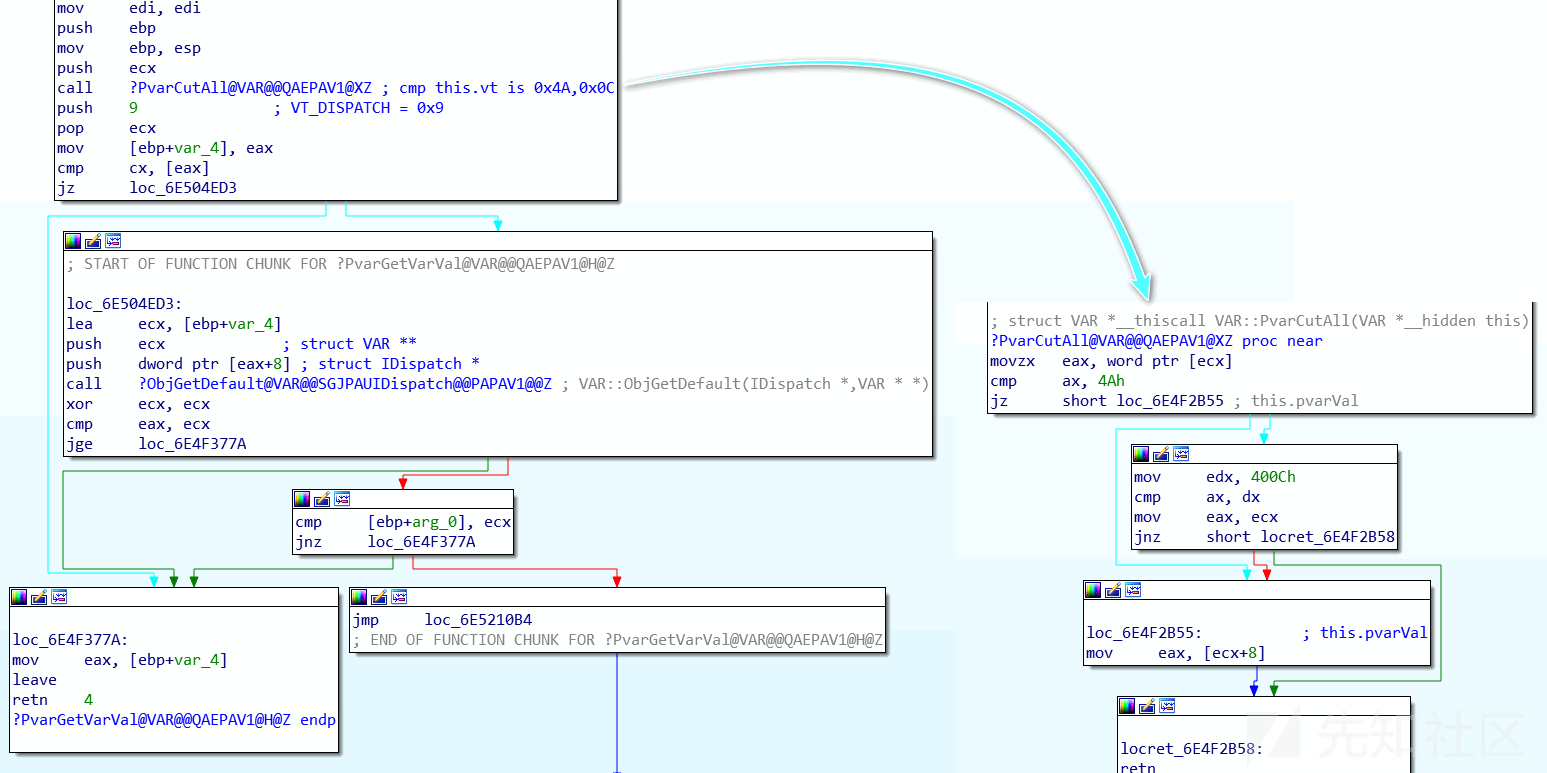 mov edi, edi
push ebp
mov ebp, esp
push ecx
call ?PvarCutAll@VAR@@QAEPAV1@XZ ; cmp this.vt is 0x4A,0x0C
push 9 ; VT_DISPATCH = 0x9
pop ecx
mov [ebp+var_4], eax
cmp cx, [eax]
jz loc_6E504ED3
; START OF FUNCTION CHUNK FOR ?PvarGetVarVal@VAR@@QAEPAV1@H@Z
loc_6E504ED3:
lea ecx, [ebp+var_4]
push ecx ; struct VAR **
push dword ptr [eax+8] ; struct IDispatch *
call ?ObjGetDefault@VAR@@SGJPAUIDispatch@@PAPAV1@@Z ; VAR::ObjGetDefault(IDispatch *,VAR * *)
xor ecx, ecx
cmp eax, ecx
jge loc_6E4F377A
cmp [ebp+arg_0], ecx
jnz loc_6E4F377A
loc_6E4F377A:
mov eax, [ebp+var_4]
leave
retn 4
?PvarGetVarVal@VAR@@QAEPAV1@H@Z endp
jmp loc_6E5210B4
; END OF FUNCTION CHUNK FOR ?PvarGetVarVal@VAR@@QAEPAV1@H@Z
; struct VAR *__thiscall VAR::PvarCutAll(VAR *__hidden this)
?PvarCutAll@VAR@@QAEPAV1@XZ proc near
movzx eax, word ptr [ecx]
cmp ax, 4Ah
jz short loc_6E4F2B55 ; this.pvarVal
mov edx, 400Ch
cmp ax, dx
mov eax, ecx
jnz short locret_6E4F2B58
loc_6E4F2B55: ; this.pvarVal
mov eax, [ecx+8]
locret_6E4F2B58:
retn
先知社区